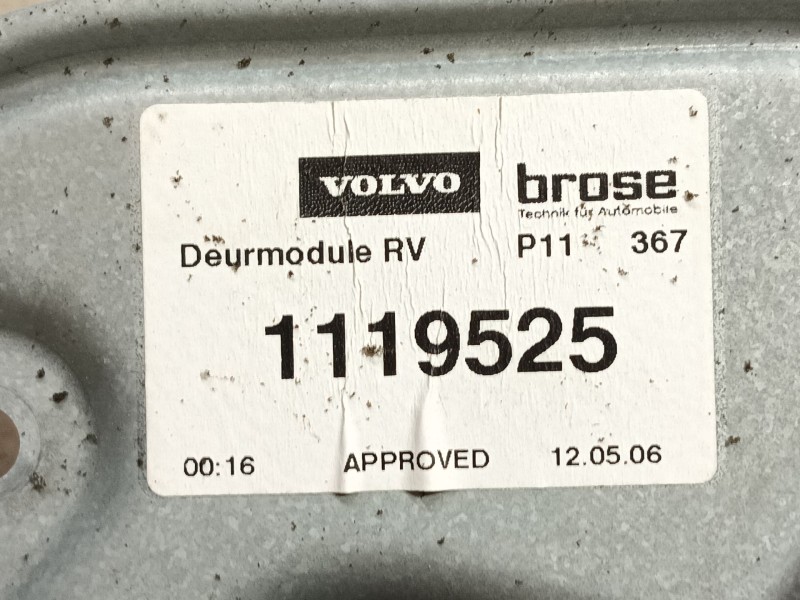 VOLVO brose
Technik für Automobile
Deurmodule RV P11 367
1119525
00:16 APPROVED 12.05.06